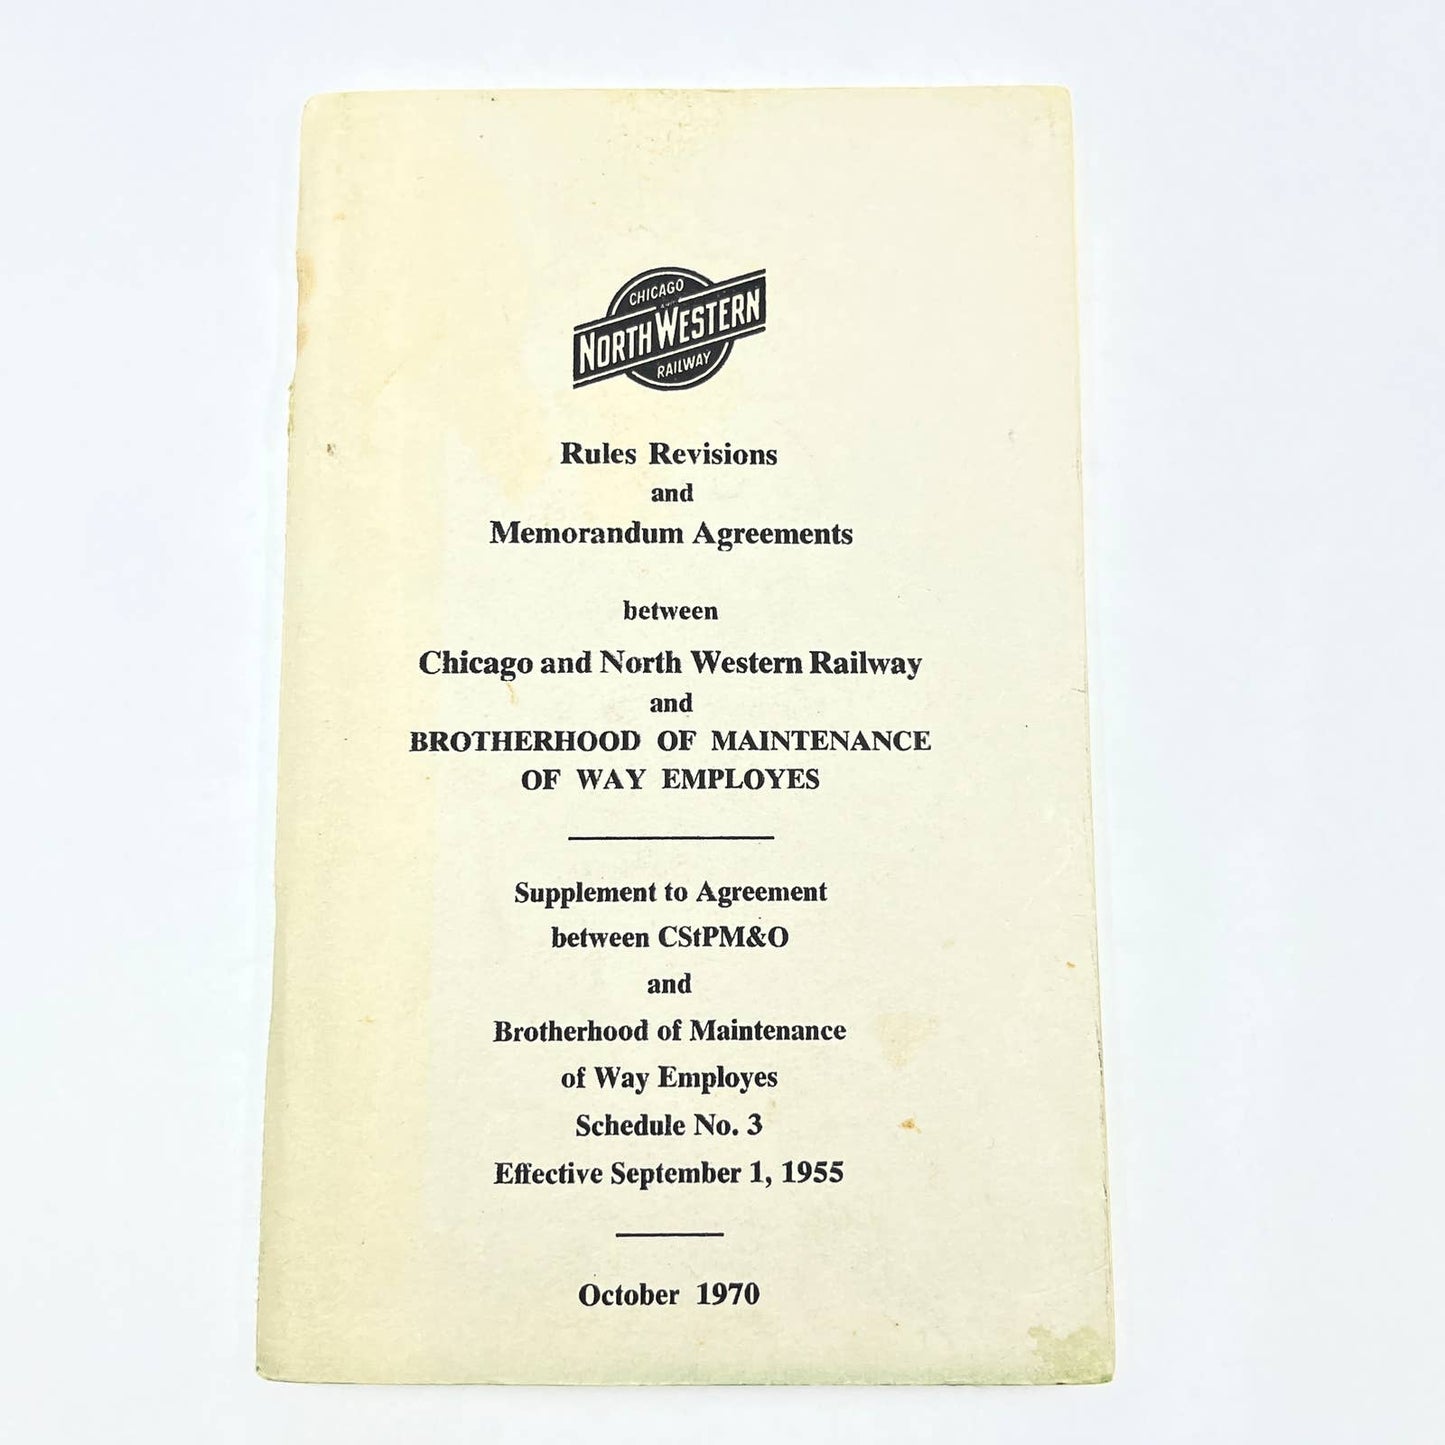 CHICAGO
AND
NORTH WESTERN
RAILWAY
Rules Revisions
and
Memorandum Agreements
between
Chicago and North Western Railway
and
BROTHERHOOD OF MAINTENANCE
OF WAY EMPLOYES
Supplement to Agreement
between CStPM&O
and
Brotherhood of Maintenance
of Way Employes
Schedule No. 3
Effective September 1, 1955
October 1970